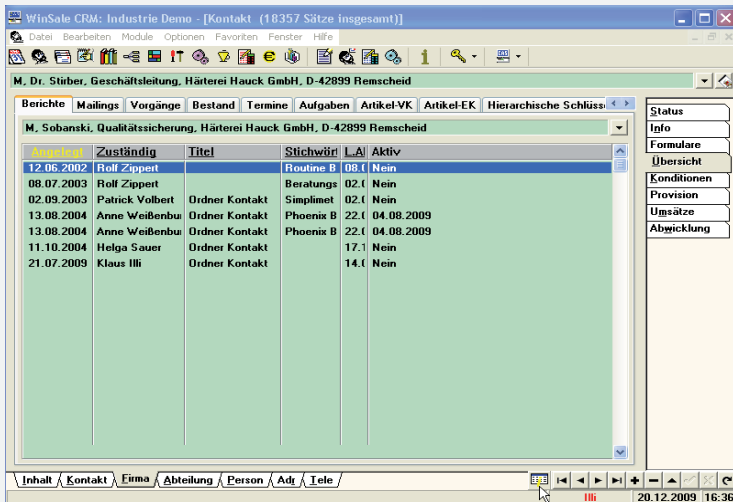 WinSale CRM: Industrie Demo - [Kontakt (18357 Sätze insgesamt)]
Datei Bearbeiten Module Optionen Favoriten Fenster Hilfe
M, Dr. Stirber, Geschäftsleitung, Härterei Hauck GmbH, D-42899 Remscheid
Berichte Mailings Vorgänge Bestand Termine Aufgaben Artikel-VK Artikel-EK Hierarchische Schlüss
M, Sobanski, Qualitätssicherung, Härterei Hauck GmbH, D-42899 Remscheid
Angelegt Zuständig Titel Stichwört L.Ä Aktiv
12.06.2002 Rolf Zippert Routine B 08.0 Nein
08.07.2003 Rolf Zippert Beratungs 02.0 Nein
02.09.2003 Patrick Volbert Ordner Kontakt Simplimet 02.0 Nein
13.08.2004 Anne Weißenbu Ordner Kontakt Phoenix B 22.0 04.08.2009
13.08.2004 Anne Weißenbu Ordner Kontakt Phoenix B 22.0 04.08.2009
11.10.2004 Helga Sauer Ordner Kontakt 17.1 Nein
21.07.2009 Klaus Illi Ordner Kontakt 14.0 Nein
Status
Info
Formulare
Übersicht
Konditionen
Provision
Umsätze
Abwicklung
Inhalt Kontakt Firma Abteilung Person Adr Tele
Illi 20.12.2009 16:36